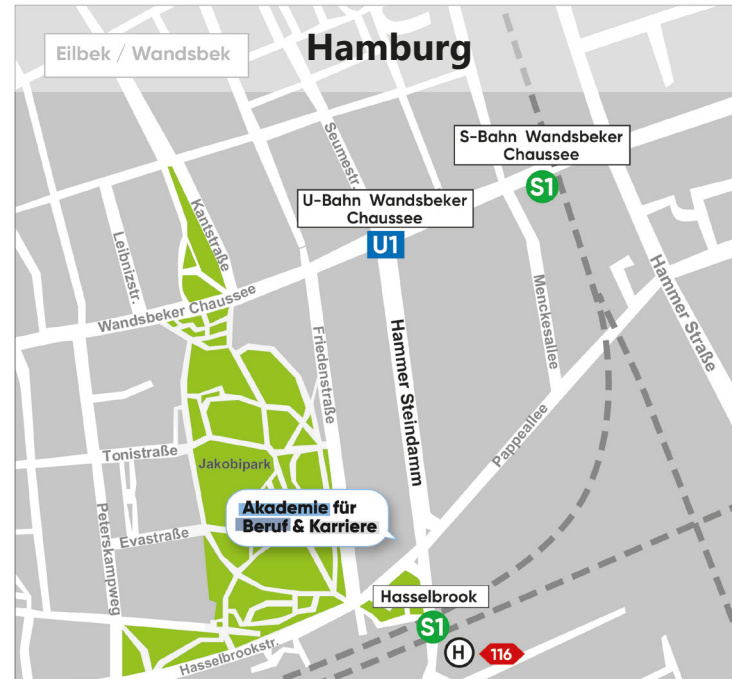 Eilbek / Wandsbek
Hamburg
S-Bahn Wandsbeker
Chaussee
S1
Seumestr.
U-Bahn Wandsbeker
Chaussee
U1
Kantstraße
Leibnizstr.
Wandsbeker Chaussee
Hammer Straße
Menckesallee
Friedenstraße
Hammer Steindamm
Pappeallee
Tonistraße
Jakobipark
Akademie für
Beruf & Karriere
Peterskampweg
Evastraße
Hasselbrook
S1
H
116
Hasselbrookstr.